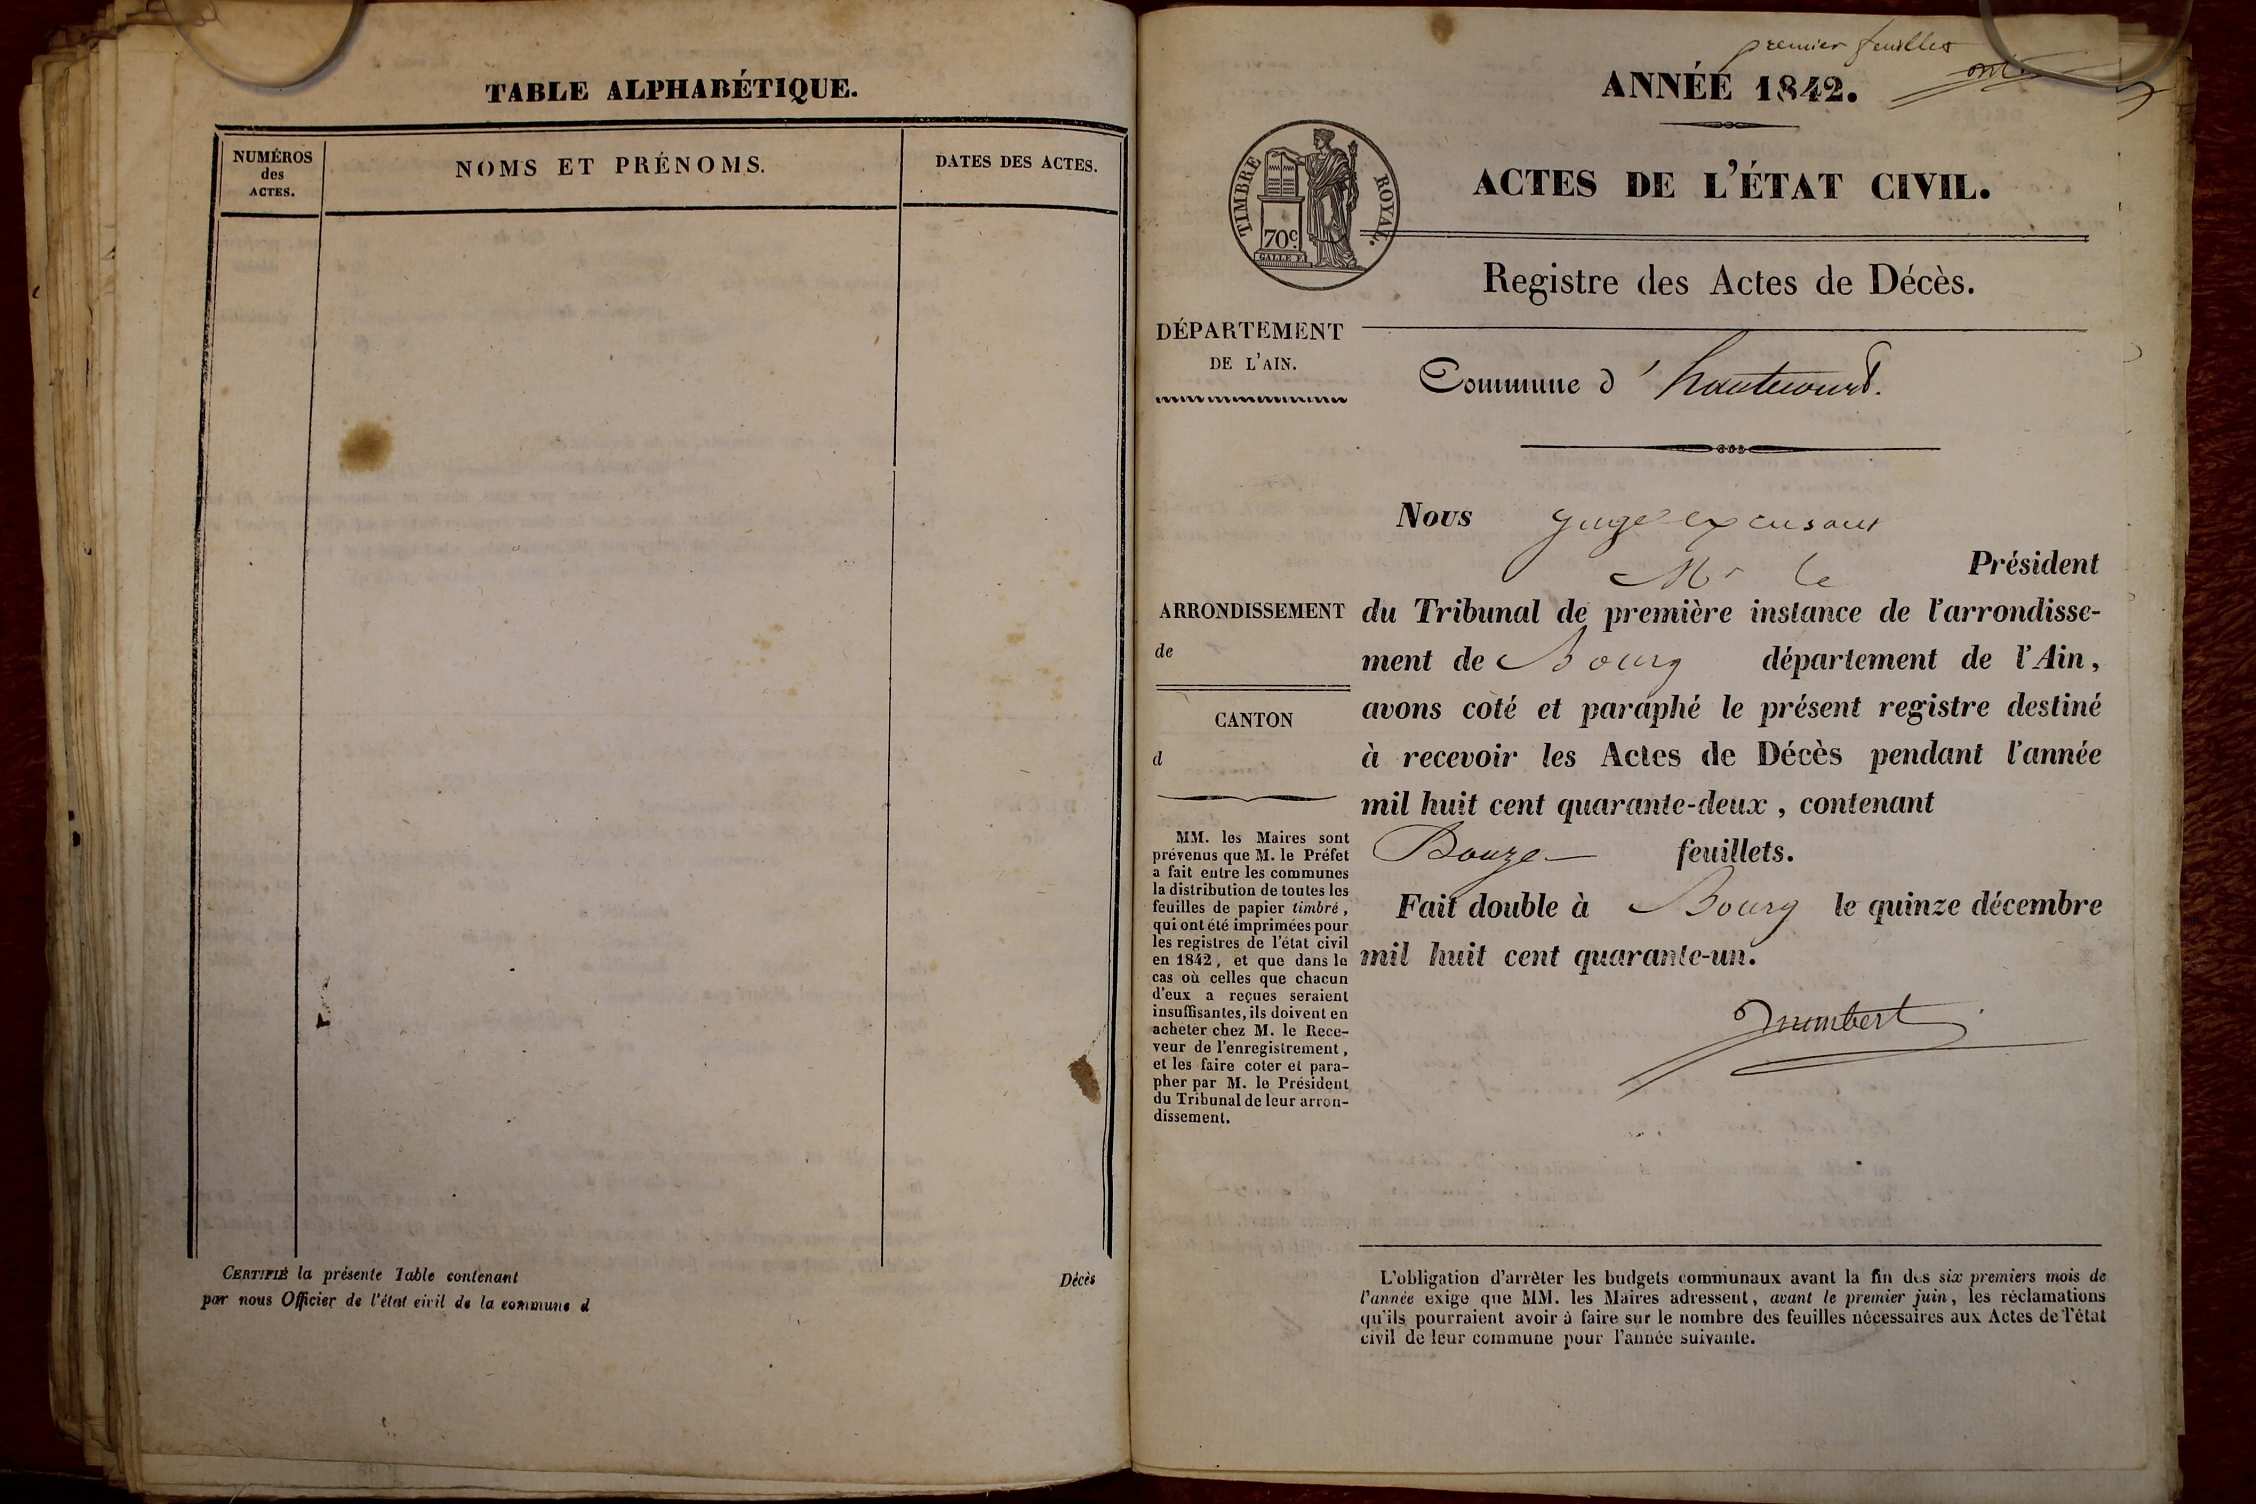 TABLE ALPHABÉTIQUE.
NUMÉROS
des
ACTES.
NOMS ET PRÉNOMS.
DATES DES ACTES.
CERTIFIÉ la présente Table contenant
Décès
par nous Officier de l'état civil de la commune d
premier feuillet
ANNÉE 1842.
ACTES DE L'ÉTAT CIVIL.
TIMBRE ROYAL.
70c.
Registre des Actes de Décès.
DÉPARTEMENT
DE L'AIN.
Commune d'hautecourt.
Nous juge excusant
Mr le Président
ARRONDISSEMENT
de
CANTON
d
du Tribunal de première instance de l'arrondisse-
ment de Bourg département de l'Ain,
avons coté et paraphé le présent registre destiné
à recevoir les Actes de Décès pendant l'année
mil huit cent quarante-deux, contenant
Douze feuillets.
Fait double à Bourg le quinze décembre
mil huit cent quarante-un.
MM. les Maires sont
prévenus que M. le Préfet
a fait entre les communes
la distribution de toutes les
feuilles de papier timbré,
qui ont été imprimées pour
les registres de l'état civil
en 1842, et que dans le
cas où celles que chacun
d'eux a reçues seraient
insuffisantes, ils doivent en
acheter chez M. le Rece-
veur de l'enregistrement,
et les faire coter et para-
pher par M. le Président
du Tribunal de leur arron-
dissement.
L'obligation d'arrêter les budgets communaux avant la fin des six premiers mois de
l'année exige que MM. les Maires adressent, avant le premier juin, les réclamations
qu'ils pourraient avoir à faire sur le nombre des feuilles nécessaires aux Actes de l'état
civil de leur commune pour l'année suivante.